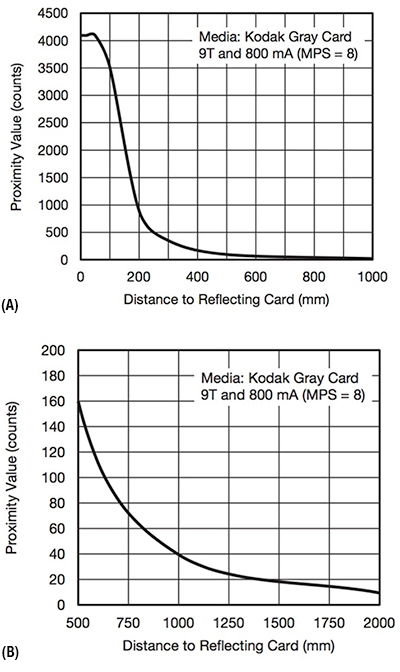 4500
4000
3500
3000
2500
2000
1500
1000
500
0
Proximity Value (counts)
Media: Kodak Gray Card
9T and 800 mA (MPS = 8)
0 200 400 600 800 1000
Distance to Reflecting Card (mm)
(A)
200
180
160
140
120
100
80
60
40
20
0
Proximity Value (counts)
Media: Kodak Gray Card
9T and 800 mA (MPS = 8)
500 750 1000 1250 1500 1750 2000
Distance to Reflecting Card (mm)
(B)